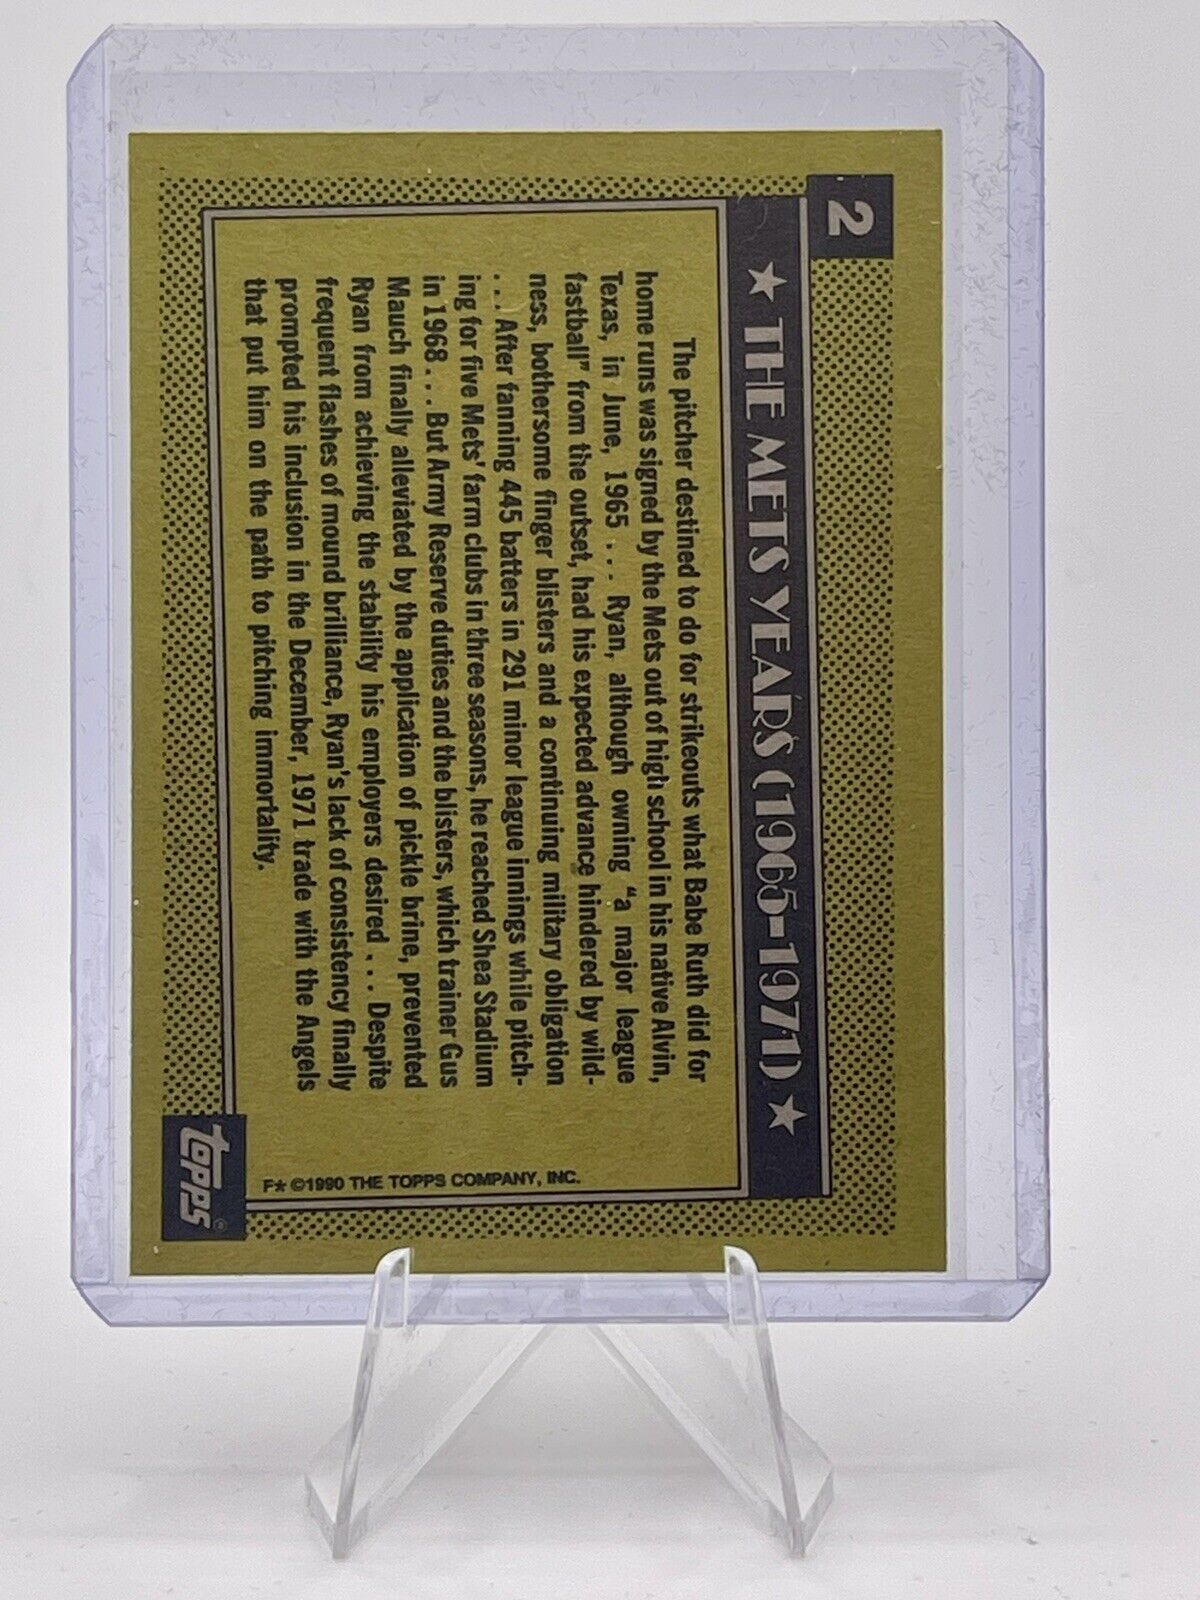 2
★ THE METS YEARS (1965-1971) ★
The pitcher destined to do for strikeouts what Babe Ruth did for
home runs was signed by the Mets out of high school in his native Alvin,
Texas, in June, 1965 . . . Ryan, although owning "a major league
fastball" from the outset, had his expected advance hindered by wild-
ness, bothersome finger blisters and a continuing military obligation
. . . After fanning 445 batters in 291 minor league innings while pitch-
ing for five Mets' farm clubs in three seasons, he reached Shea Stadium
in 1968 . . . But Army Reserve duties and the blisters, which trainer Gus
Mauch finally alleviated by the application of pickle brine, prevented
Ryan from achieving the stability his employers desired . . . Despite
frequent flashes of mound brilliance, Ryan's lack of consistency finally
prompted his inclusion in the December, 1971 trade with the Angels
that put him on the path to pitching immortality.
F★ ©1990 THE TOPPS COMPANY, INC.
TOPPS®